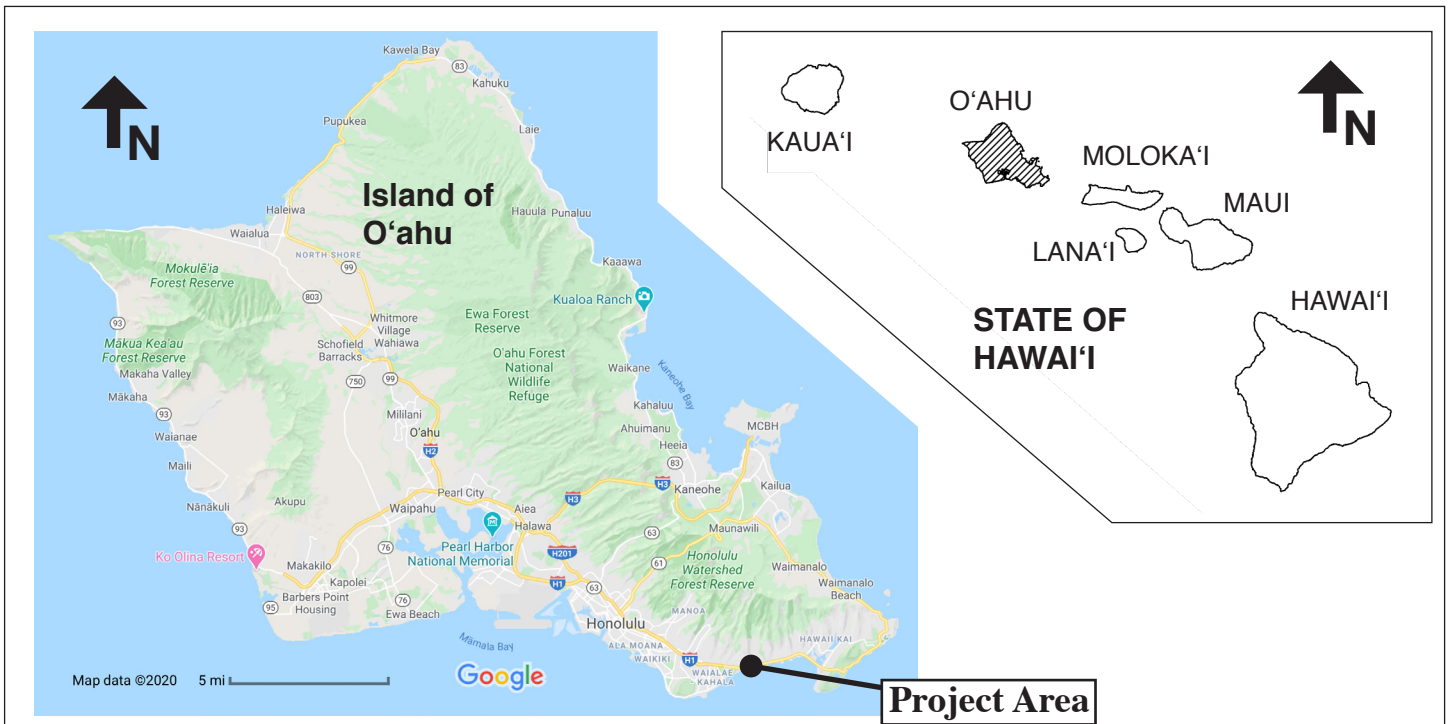 Kawela Bay
83
Kahuku
Pupukea
Laie
N
Island of
O‘ahu
Haleiwa
Hauula
Punaluu
Waialua
NORTH SHORE
99
Mokulē‘ia
Forest Reserve
Kaaawa
803
Kualoa Ranch
93
Whitmore
Village
Wahiawa
Ewa Forest
Reserve
Schofield
Barracks
Mākua Kea‘au
Forest Reserve
O‘ahu Forest
National
Wildlife
Refuge
Waikane
Kaneohe Bay
Makaha Valley
750
99
Mākaha
Kahaluu
93
Mililani
Ahuimanu
MCBH
Waianae
O‘ahu
Heeia
H2
83
Maili
H3
Kailua
Pearl City
Kaneohe
Akupu
H3
Nānākuli
Waipahu
Aiea
Halawa
Maunawili
93
63
Pearl Harbor
National Memorial
76
H201
61
Honolulu
Watershed
Forest Reserve
Ko Olina Resort
Waimanalo
Makakilo
H1
63
Waimanalo
Beach
Kapolei
Barbers Point
Housing
95
76
Ewa Beach
MANOA
Honolulu
HAWAII KAI
Māmala Bay
ALA MOANA
WAIKIKI
H1
WAIALAE
KAHALA
Map data ©2020
5 mi
Google
Project Area
KAUA‘I
O‘AHU
N
MOLOKA‘I
MAUI
LANA‘I
HAWAI‘I
STATE OF
HAWAI‘I